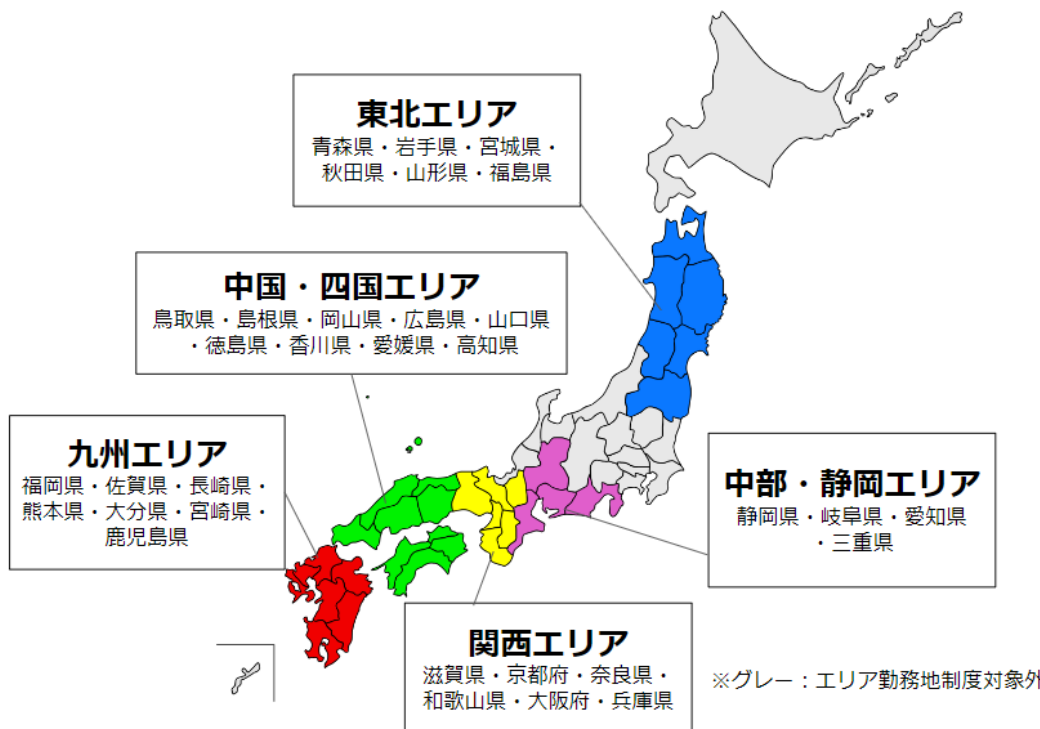 東北エリア
青森県・岩手県・宮城県・
秋田県・山形県・福島県
中国・四国エリア
鳥取県・島根県・岡山県・広島県・山口県
・徳島県・香川県・愛媛県・高知県
九州エリア
福岡県・佐賀県・長崎県・
熊本県・大分県・宮崎県・
鹿児島県
中部・静岡エリア
静岡県・岐阜県・愛知県
・三重県
関西エリア
滋賀県・京都府・奈良県・
和歌山県・大阪府・兵庫県
※グレー：エリア勤務地制度対象外